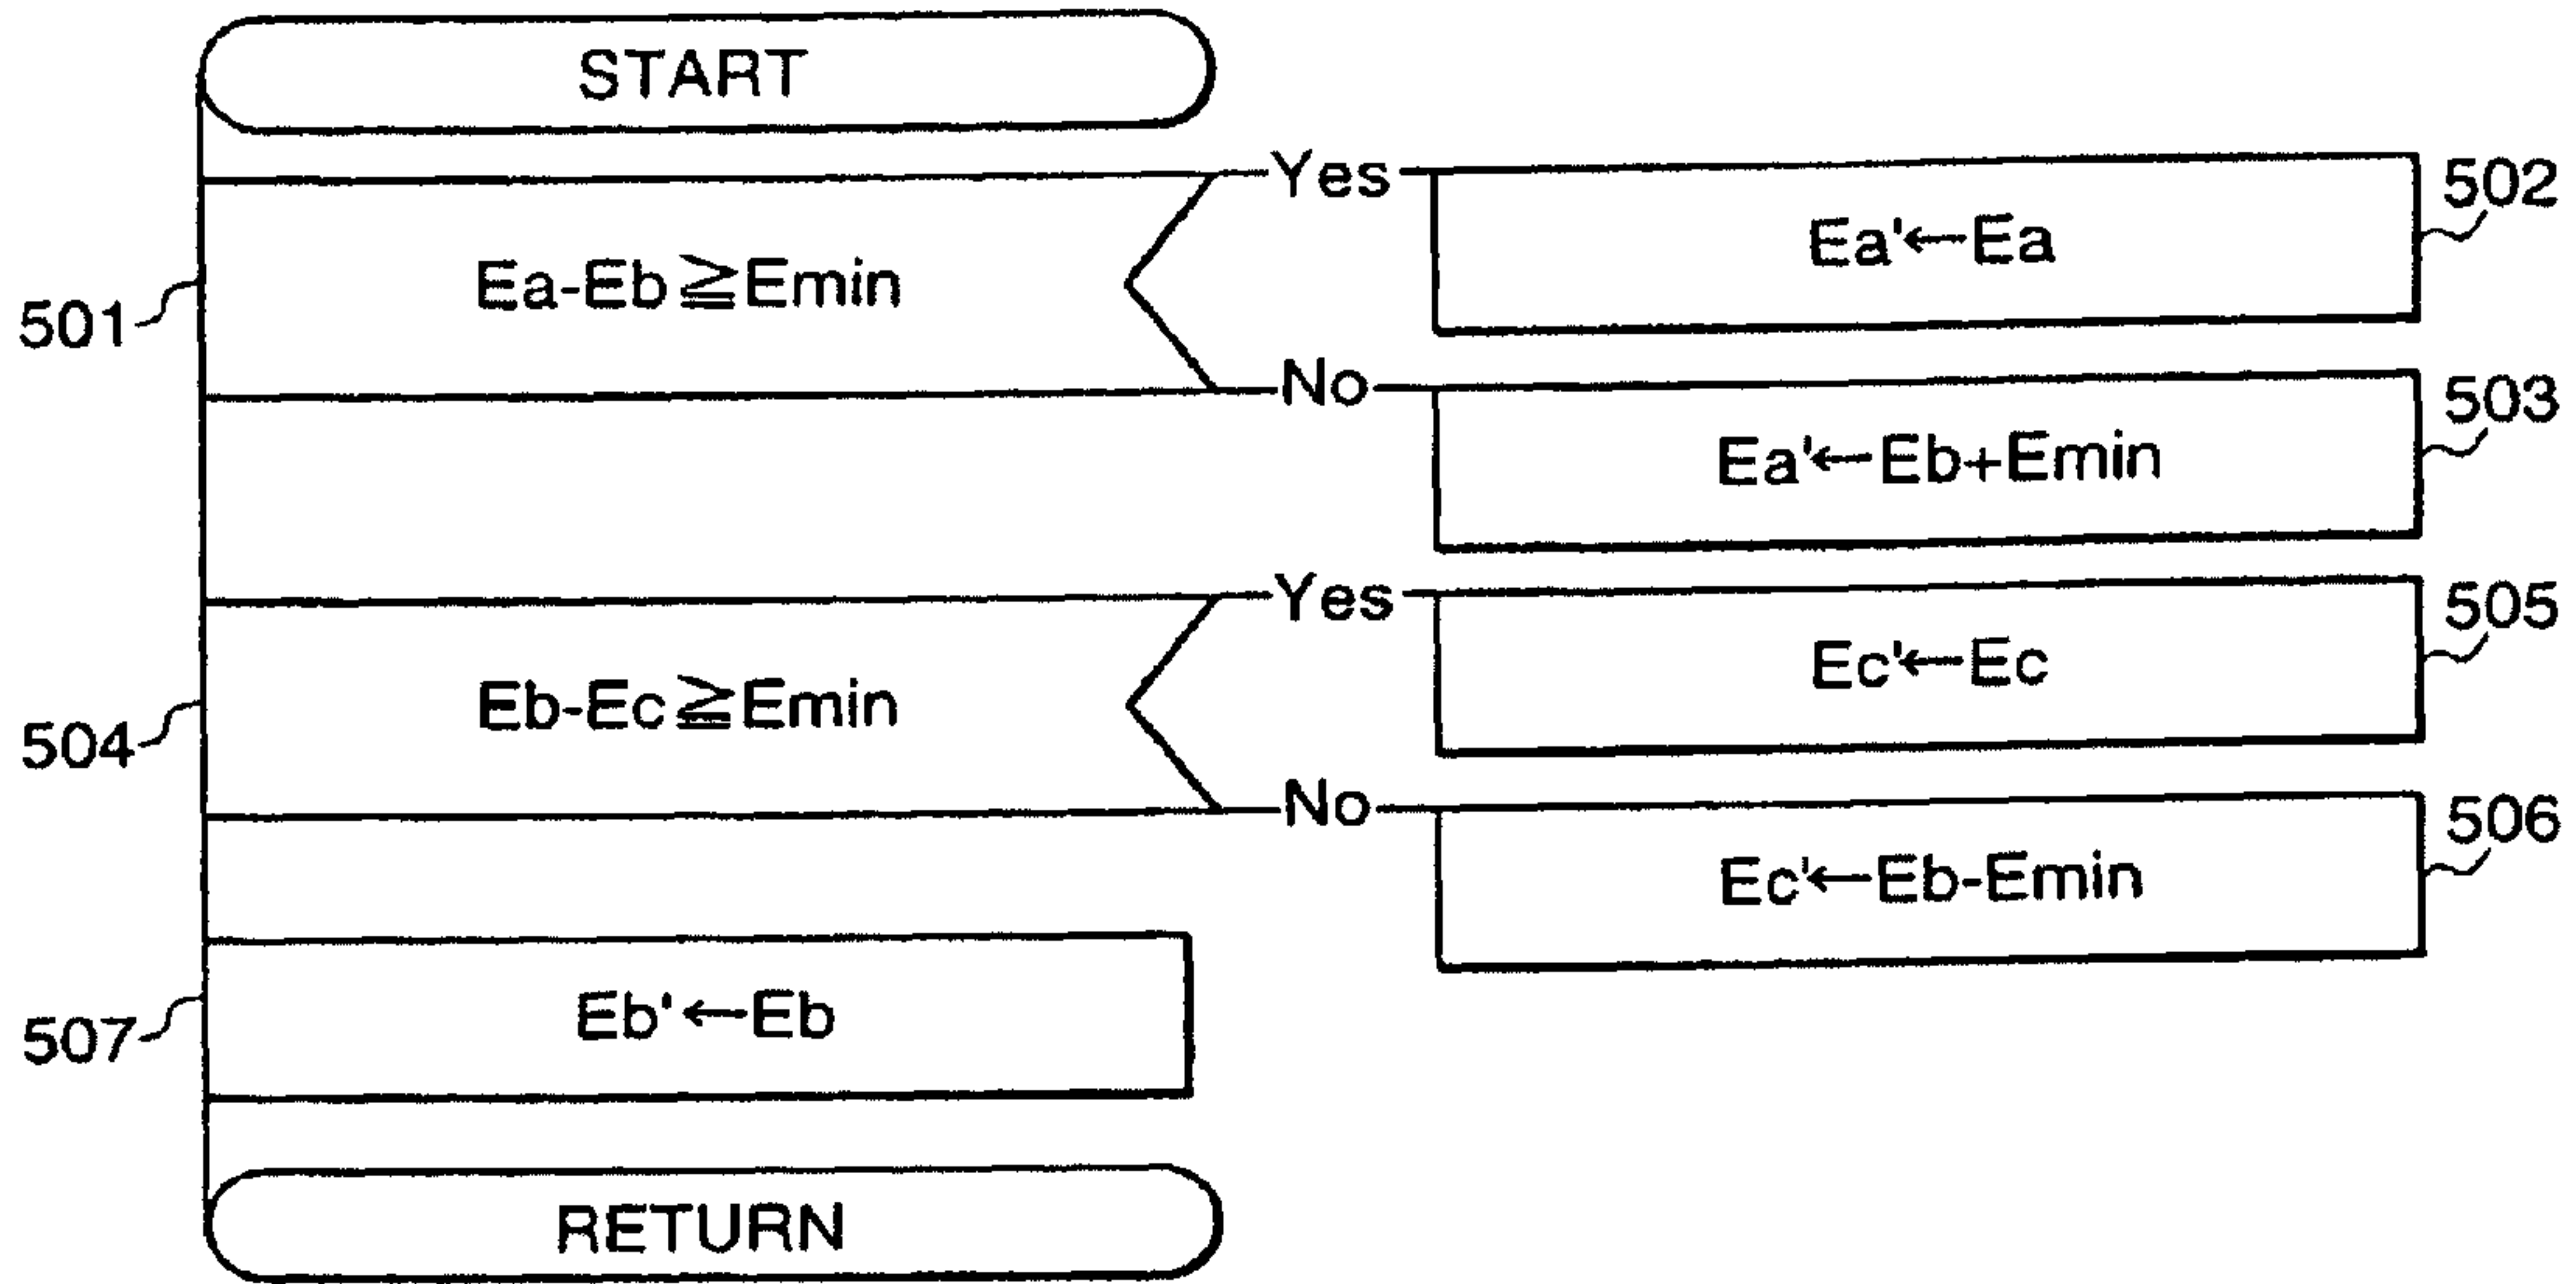 START
501
Ea-Eb≧Emin
Yes
Ea'←Ea
502
No
Ea'←Eb+Emin
503
504
Eb-Ec≧Emin
Yes
Ec'←Ec
505
No
Ec'←Eb-Emin
506
507
Eb'←Eb
RETURN